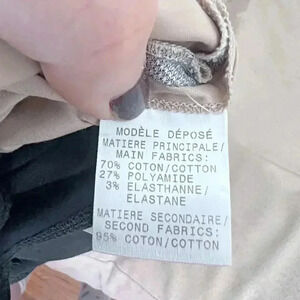 MODÈLE DÉPOSÉ
MATIERE PRINCIPALE/
MAIN FABRICS:
70% COTON/COTTON
27% POLYAMIDE
3% ELASTHANNE/
ELASTANE
MATIERE SECONDAIRE/
SECOND FABRICS:
95% COTON/COTTON